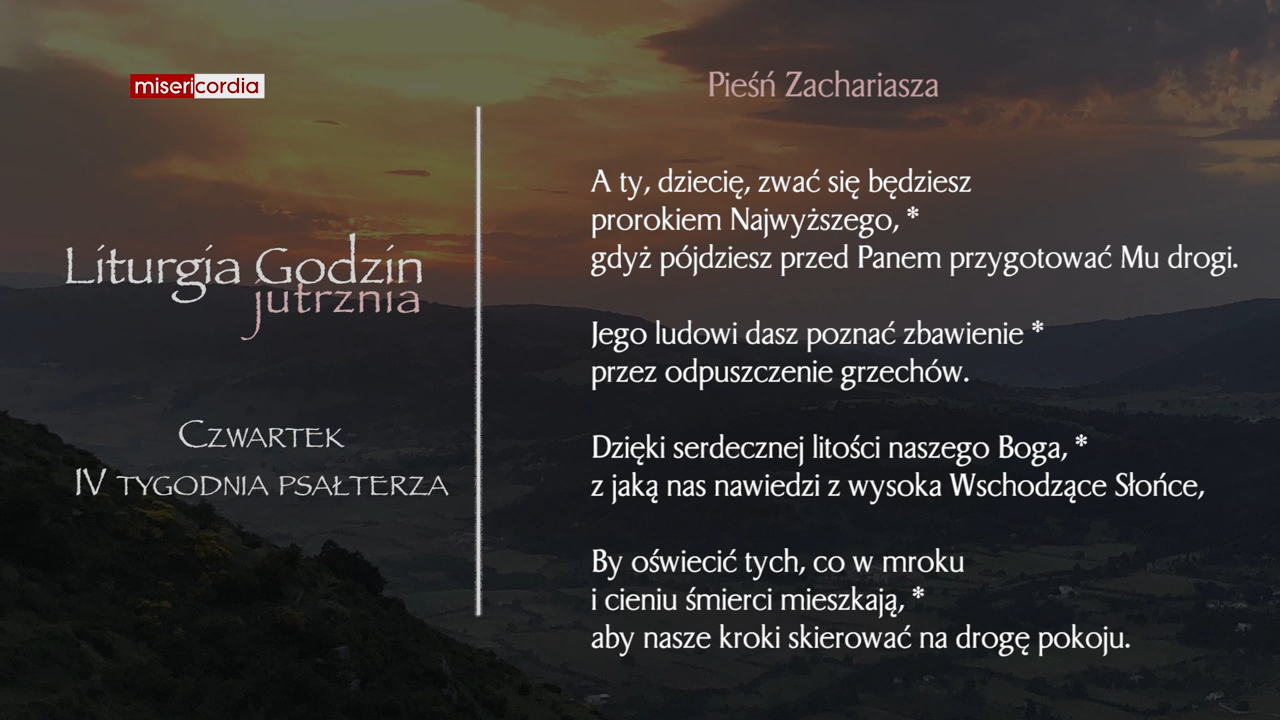 misericordia
Liturgia Godzin
jutrznia
Czwartek
IV tygodnia psałterza
Pieśń Zachariasza
A ty, dziecię, zwać się będziesz
prorokiem Najwyższego, *
gdyż pójdziesz przed Panem przygotować Mu drogi.
Jego ludowi dasz poznać zbawienie *
przez odpuszczenie grzechów.
Dzięki serdecznej litości naszego Boga, *
z jaką nas nawiedzi z wysoka Wschodzące Słońce,
By oświecić tych, co w mroku
i cieniu śmierci mieszkają, *
aby nasze kroki skierować na drogę pokoju.